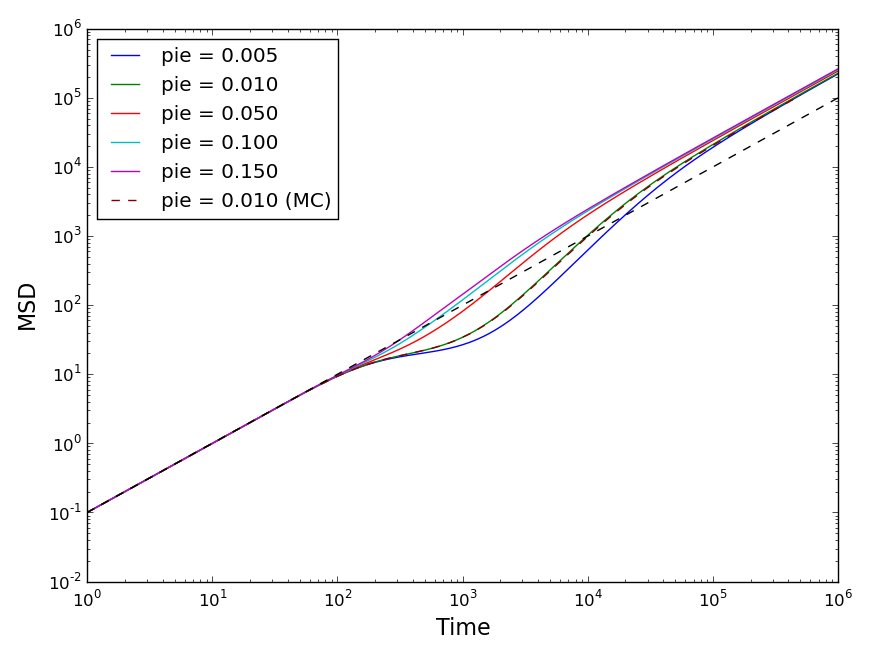 10^6
10^5
10^4
10^3
10^2
10^1
10^0
10^-1
10^-2
MSD
pie = 0.005
pie = 0.010
pie = 0.050
pie = 0.100
pie = 0.150
pie = 0.010 (MC)
10^0 10^1 10^2 10^3 10^4 10^5 10^6
Time